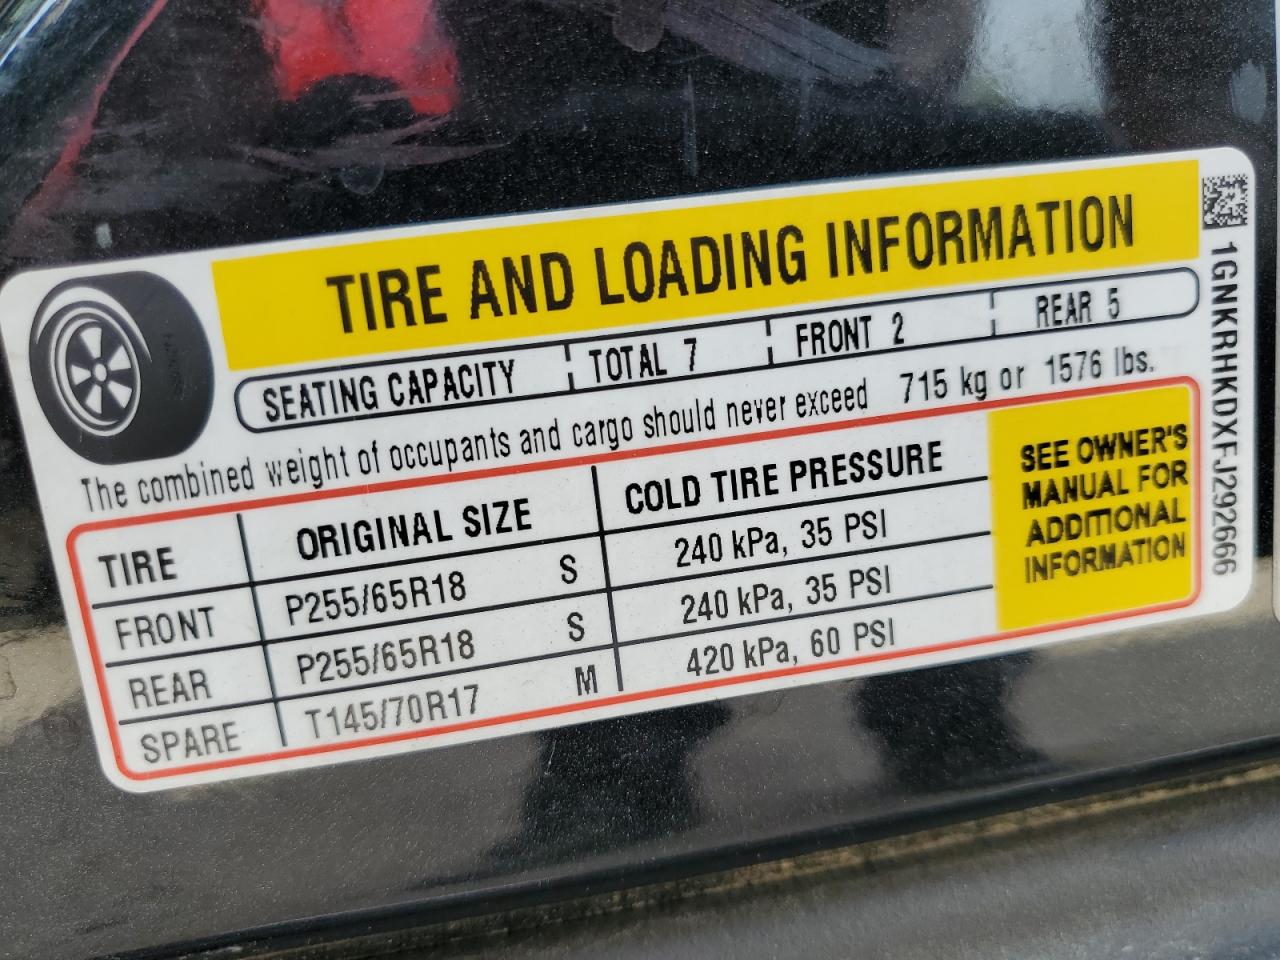 TIRE AND LOADING INFORMATION
SEATING CAPACITY TOTAL 7 FRONT 2 REAR 5
The combined weight of occupants and cargo should never exceed 715 kg or 1576 lbs.
TIRE ORIGINAL SIZE COLD TIRE PRESSURE
FRONT P255/65R18 S 240 kPa, 35 PSI
REAR P255/65R18 S 240 kPa, 35 PSI
SPARE T145/70R17 M 420 kPa, 60 PSI
SEE OWNER'S
MANUAL FOR
ADDITIONAL
INFORMATION
1GNKRHKDXFJ292666